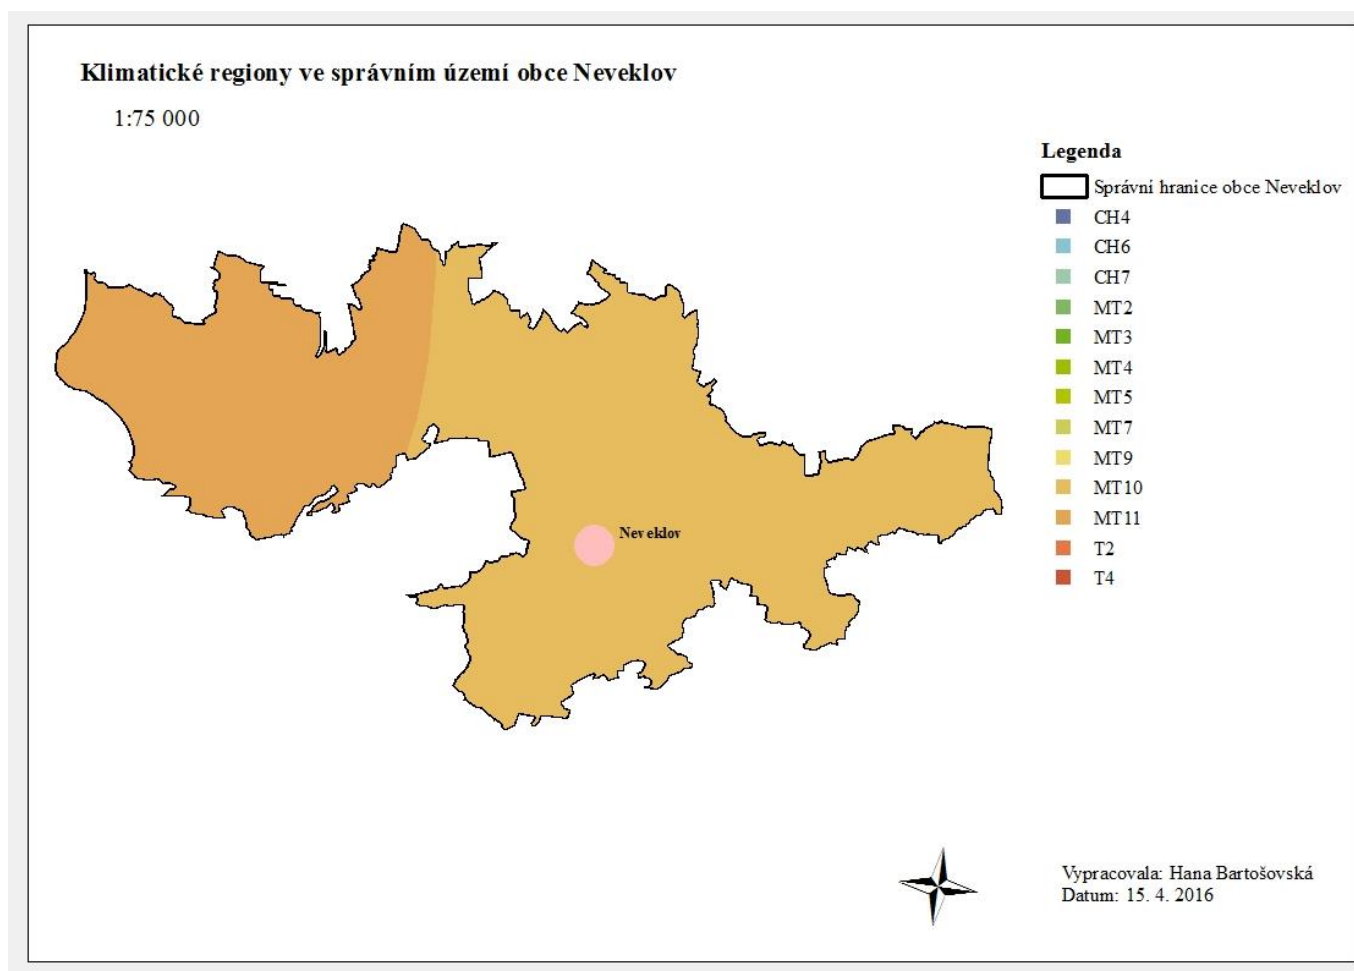 Klimatické regiony ve správním území obce Neveklov
1:75 000
Legenda
Správní hranice obce Neveklov
CH4
CH6
CH7
MT2
MT3
MT4
MT5
MT7
MT9
MT10
MT11
T2
T4
Neveklov
Vypracovala: Hana Bartošovská
Datum: 15. 4. 2016